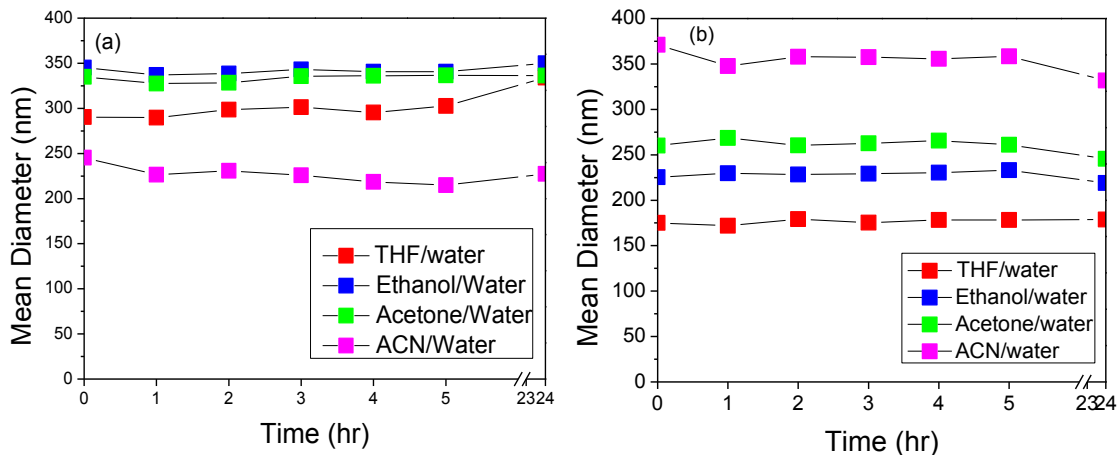 (a)
400
350
300
250
200
150
100
50
0
Mean Diameter (nm)
THF/water
Ethanol/Water
Acetone/Water
ACN/Water
0 1 2 3 4 5 23 24
Time (hr)
(b)
400
350
300
250
200
150
100
50
0
Mean Diameter (nm)
THF/water
Ethanol/water
Acetone/water
ACN/water
0 1 2 3 4 5 23 24
Time (hr)